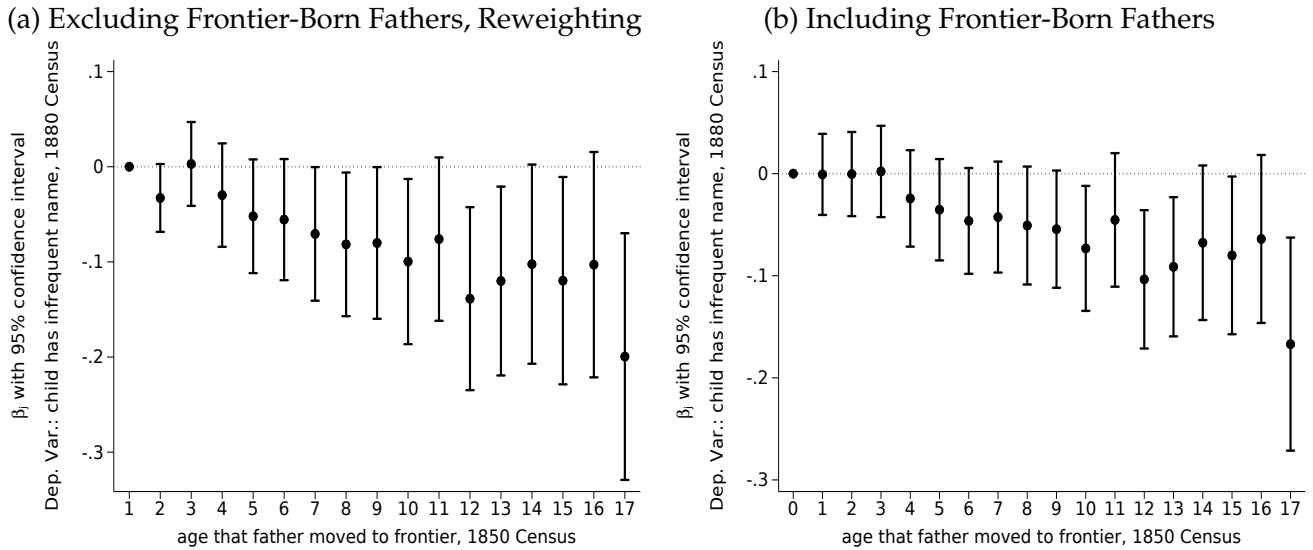 (a) Excluding Frontier-Born Fathers, Reweighting
βj with 95% confidence interval
Dep. Var.: child has infrequent name, 1880 Census
.1
0
-.1
-.2
-.3
1 2 3 4 5 6 7 8 9 10 11 12 13 14 15 16 17
age that father moved to frontier, 1850 Census
(b) Including Frontier-Born Fathers
βj with 95% confidence interval
Dep. Var.: child has infrequent name, 1880 Census
.1
0
-.1
-.2
-.3
0 1 2 3 4 5 6 7 8 9 10 11 12 13 14 15 16 17
age that father moved to frontier, 1850 Census